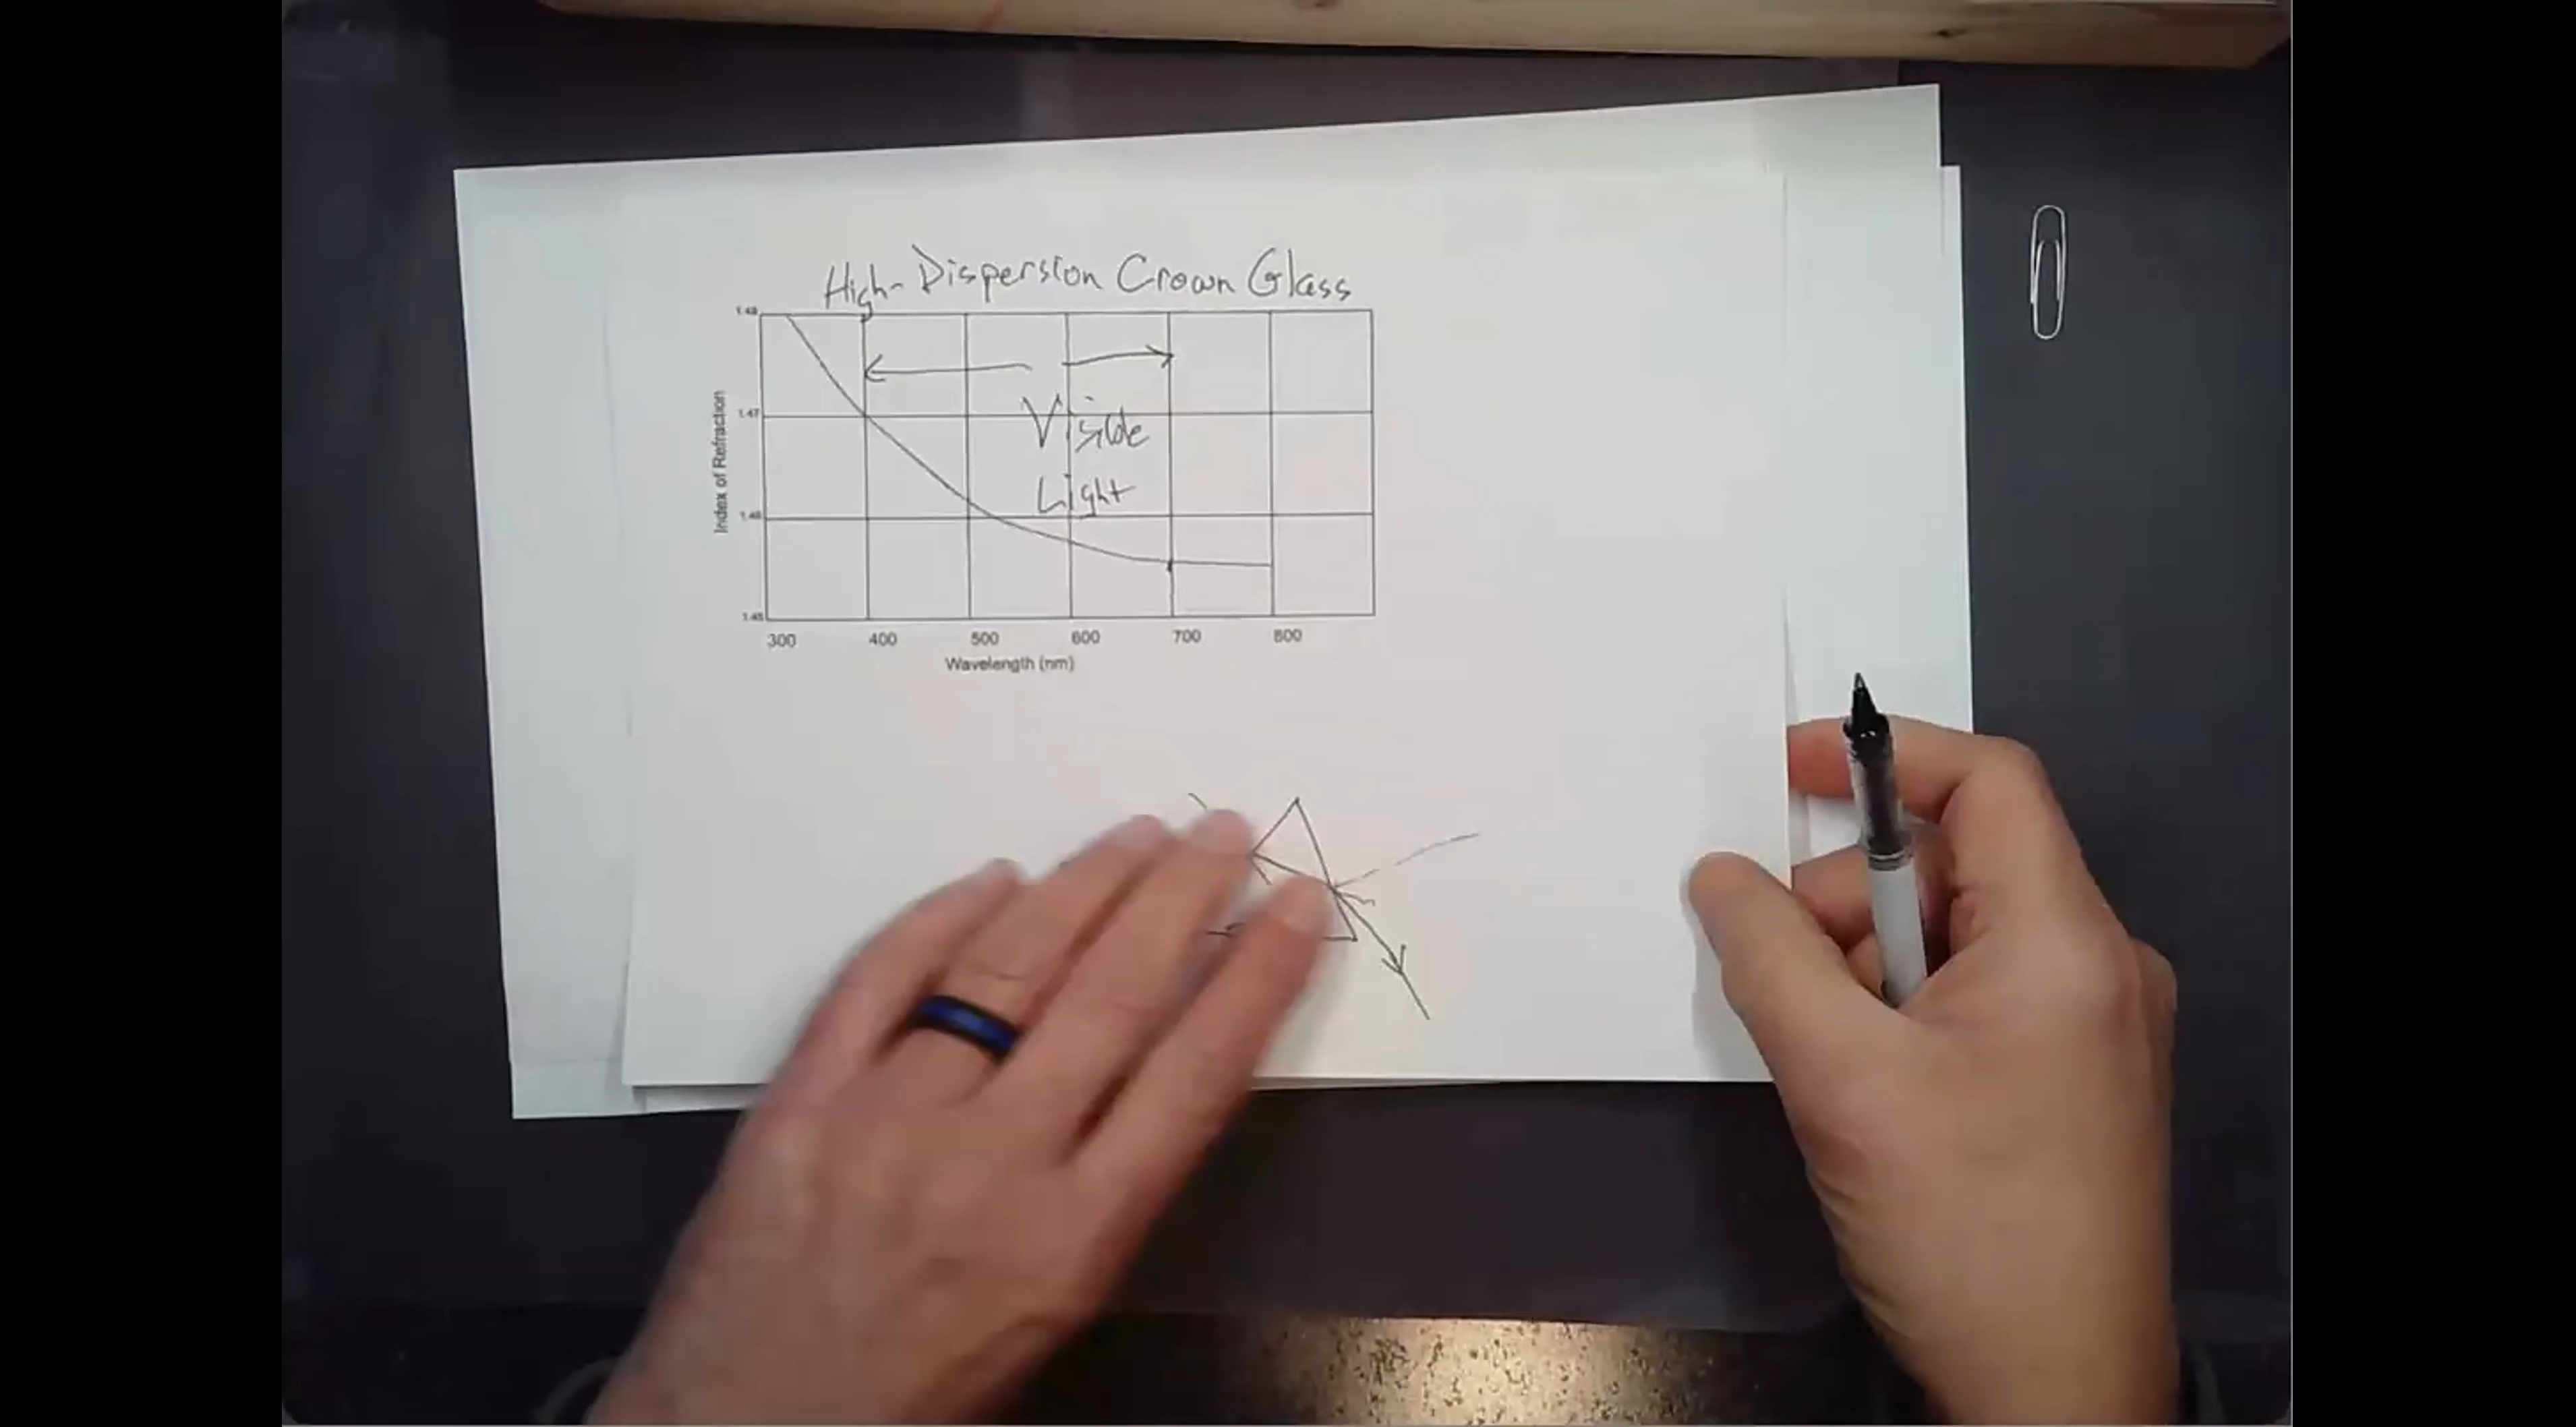 High-Dispersion Crown Glass
1.48
1.47
1.46
1.45
Index of Refraction
Visible
Light
300 400 500 600 700 800
Wavelength (nm)